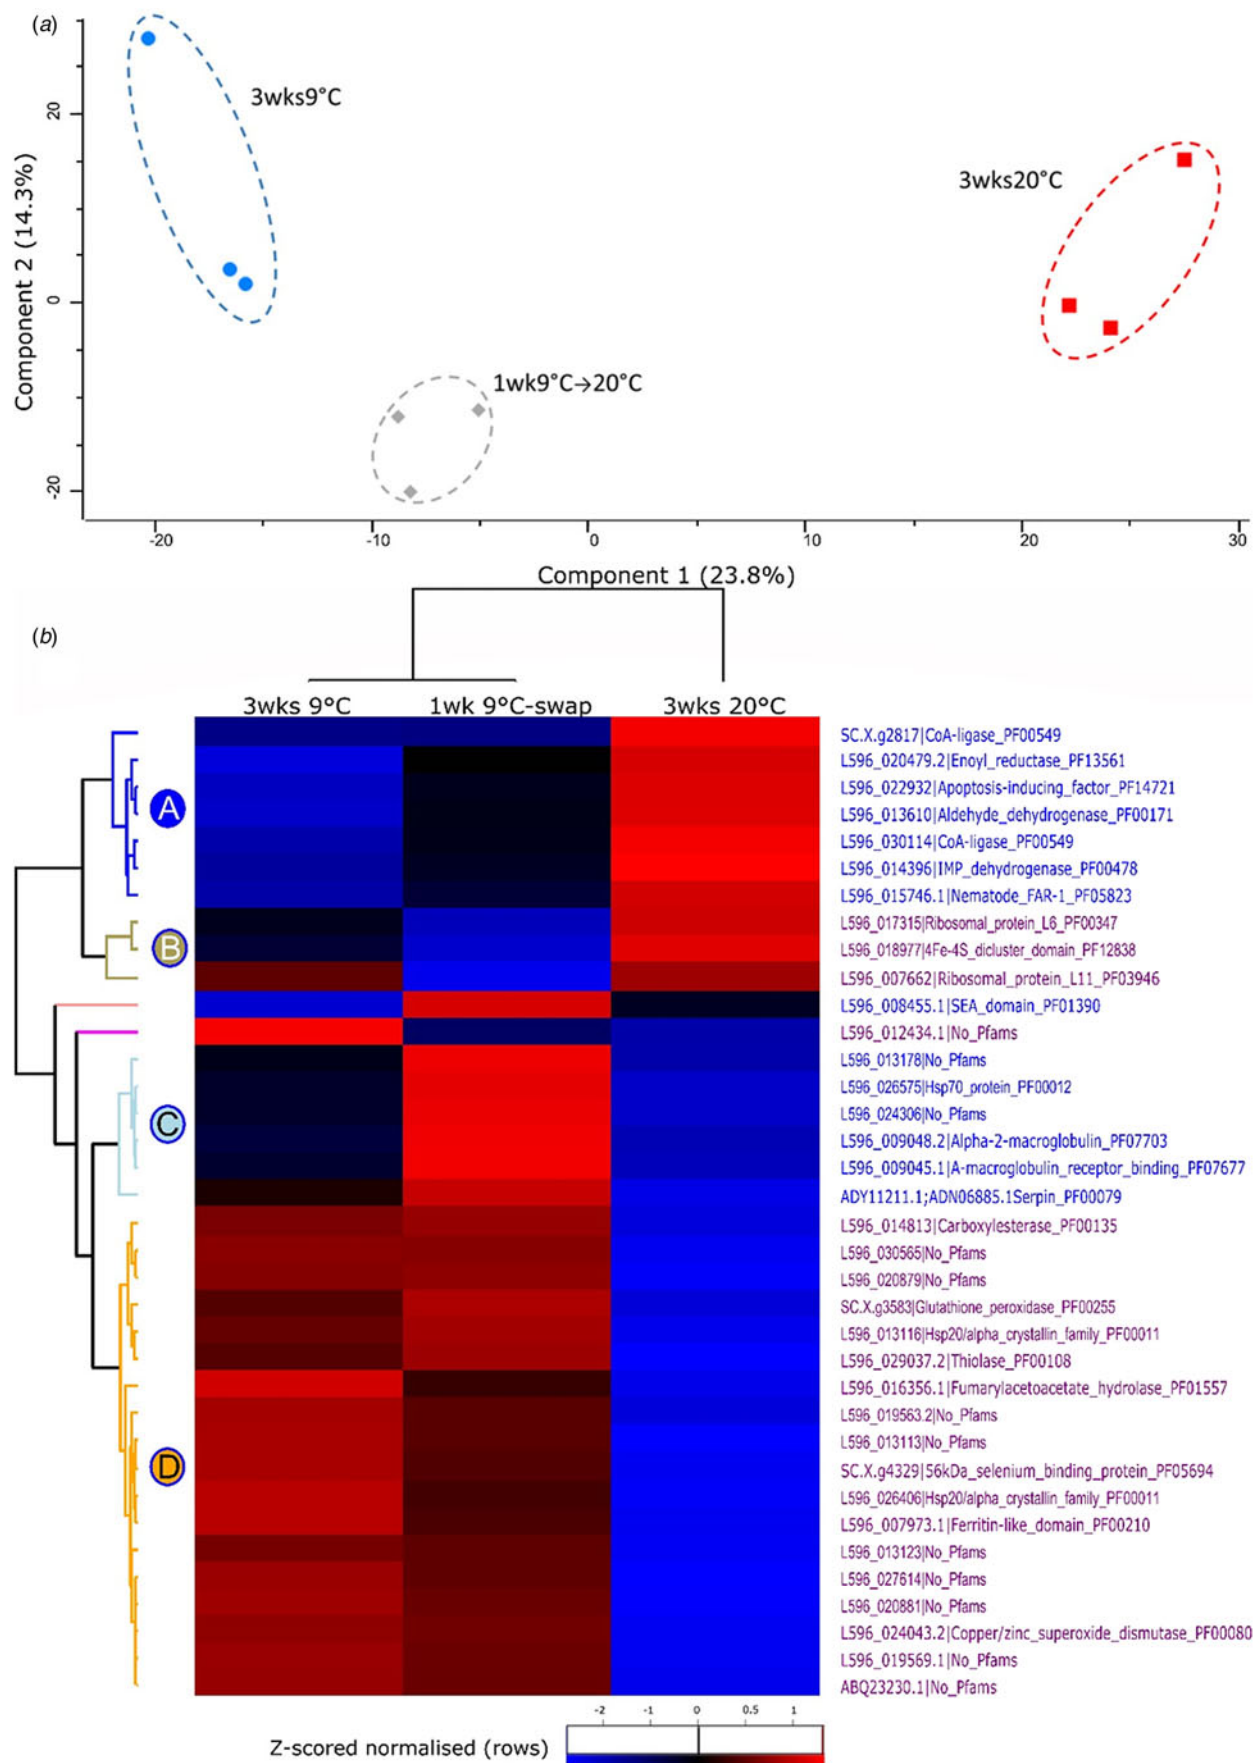 (a)
3wks9°C
3wks20°C
1wk9°C→20°C
Component 2 (14.3%)
20
0
-20
-20
-10
0
10
20
30
Component 1 (23.8%)
(b)
3wks 9°C
1wk 9°C-swap
3wks 20°C
A
B
C
D
SC.X.g2817|CoA-ligase_PF00549
L596_020479.2|Enoyl_reductase_PF13561
L596_022932|Apoptosis-inducing_factor_PF14721
L596_013610|Aldehyde_dehydrogenase_PF00171
L596_030114|CoA-ligase_PF00549
L596_014396|IMP_dehydrogenase_PF00478
L596_015746.1|Nematode_FAR-1_PF05823
L596_017315|Ribosomal_protein_L6_PF00347
L596_018977|4Fe-4S_dicluster_domain_PF12838
L596_007662|Ribosomal_protein_L11_PF03946
L596_008455.1|SEA_domain_PF01390
L596_012434.1|No_Pfams
L596_013178|No_Pfams
L596_026575|Hsp70_protein_PF00012
L596_024306|No_Pfams
L596_009048.2|Alpha-2-macroglobulin_PF07703
L596_009045.1|A-macroglobulin_receptor_binding_PF07677
ADY11211.1;ADN06885.1Serpin_PF00079
L596_014813|Carboxylesterase_PF00135
L596_030565|No_Pfams
L596_020879|No_Pfams
SC.X.g3583|Glutathione_peroxidase_PF00255
L596_013116|Hsp20/alpha_crystallin_family_PF00011
L596_029037.2|Thiolase_PF00108
L596_016356.1|Fumarylacetoacetate_hydrolase_PF01557
L596_019563.2|No_Pfams
L596_013113|No_Pfams
SC.X.g4329|56kDa_selenium_binding_protein_PF05694
L596_026406|Hsp20/alpha_crystallin_family_PF00011
L596_007973.1|Ferritin-like_domain_PF00210
L596_013123|No_Pfams
L596_027614|No_Pfams
L596_020881|No_Pfams
L596_024043.2|Copper/zinc_superoxide_dismutase_PF00080
L596_019569.1|No_Pfams
ABQ23230.1|No_Pfams
-2 -1 0 0.5 1
Z-scored normalised (rows)